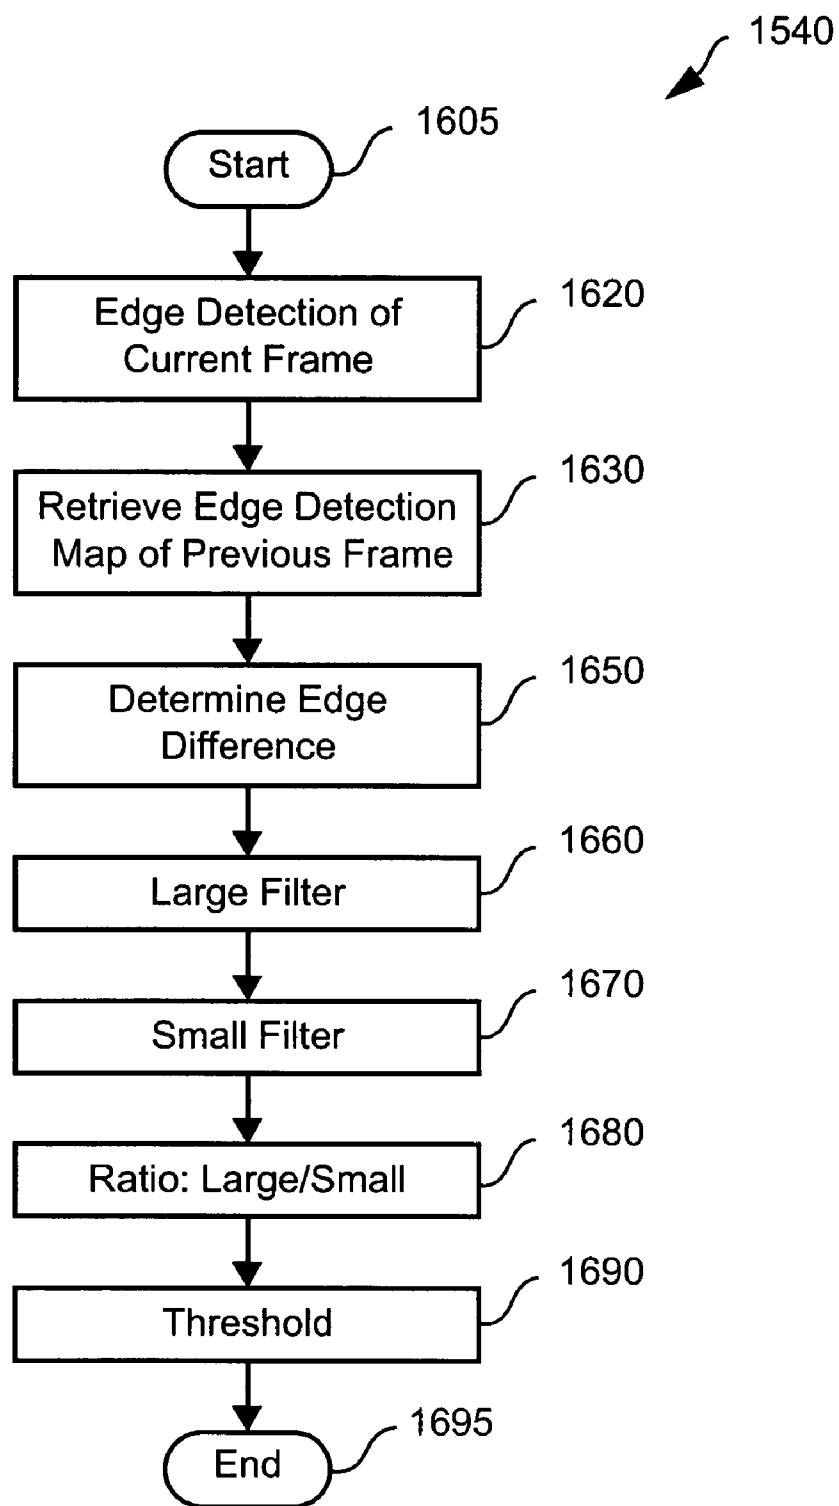 1540
Start
1605
Edge Detection of
Current Frame
1620
Retrieve Edge Detection
Map of Previous Frame
1630
Determine Edge
Difference
1650
Large Filter
1660
Small Filter
1670
Ratio: Large/Small
1680
Threshold
1690
End
1695